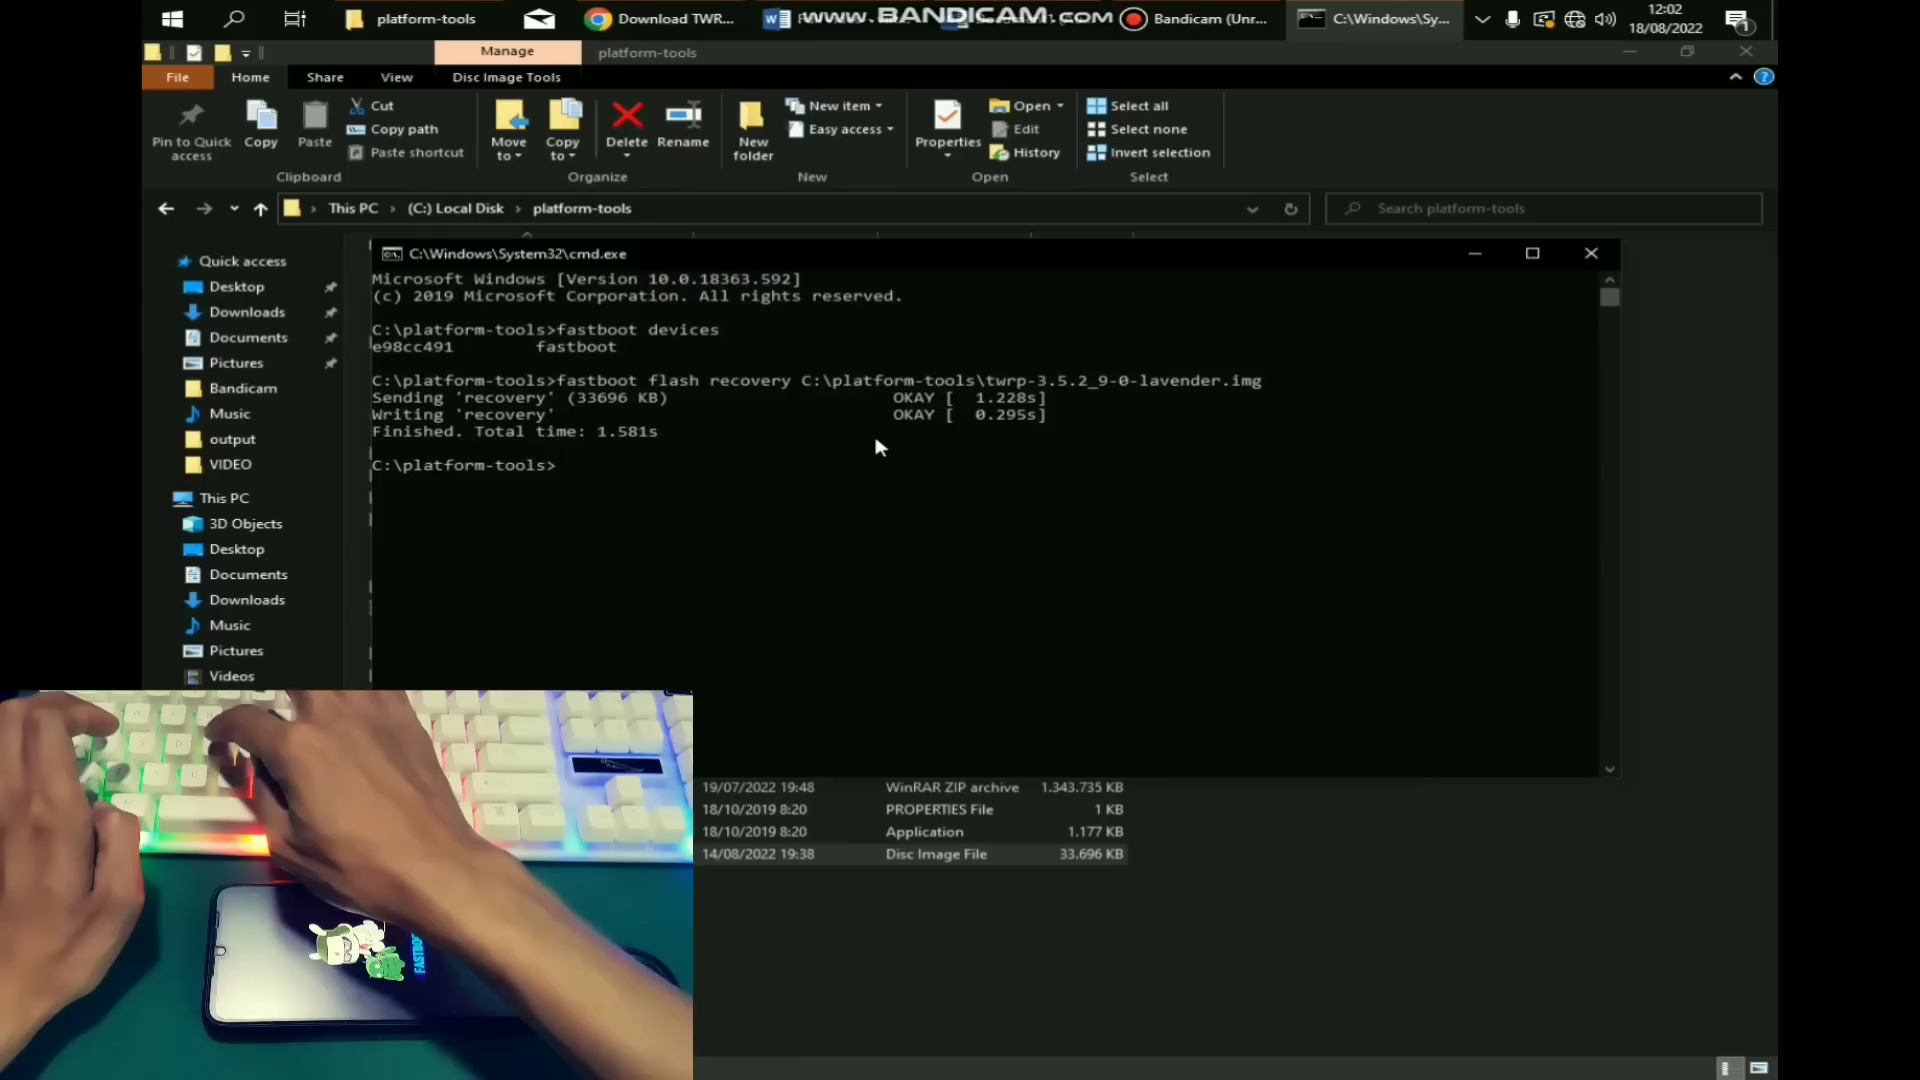 platform-tools
Download TWR...
www.BANDICAM.com
Bandicam (Unr...
C:\Windows\Sy...
12:02
18/08/2022
1
Manage
platform-tools
File
Home
Share
View
Disc Image Tools
Pin to Quick access
Copy
Paste
Cut
Copy path
Paste shortcut
Clipboard
Move to
Copy to
Delete
Rename
Organize
New folder
New item
Easy access
New
Properties
Open
Edit
History
Open
Select all
Select none
Invert selection
Select
This PC
(C:) Local Disk
platform-tools
Search platform-tools
Quick access
Desktop
Downloads
Documents
Pictures
Bandicam
Music
output
VIDEO
This PC
3D Objects
Desktop
Documents
Downloads
Music
Pictures
Videos
C:\Windows\System32\cmd.exe
Microsoft Windows [Version 10.0.18363.592]
(c) 2019 Microsoft Corporation. All rights reserved.
C:\platform-tools>fastboot devices
e98cc491 fastboot
C:\platform-tools>fastboot flash recovery C:\platform-tools\twrp-3.5.2_9-0-lavender.img
Sending 'recovery' (33696 KB) OKAY [ 1.228s]
Writing 'recovery' OKAY [ 0.295s]
Finished. Total time: 1.581s
C:\platform-tools>
19/07/2022 19:48 WinRAR ZIP archive 1.343.735 KB
18/10/2019 8:20 PROPERTIES File 1 KB
18/10/2019 8:20 Application 1.177 KB
14/08/2022 19:38 Disc Image File 33.696 KB